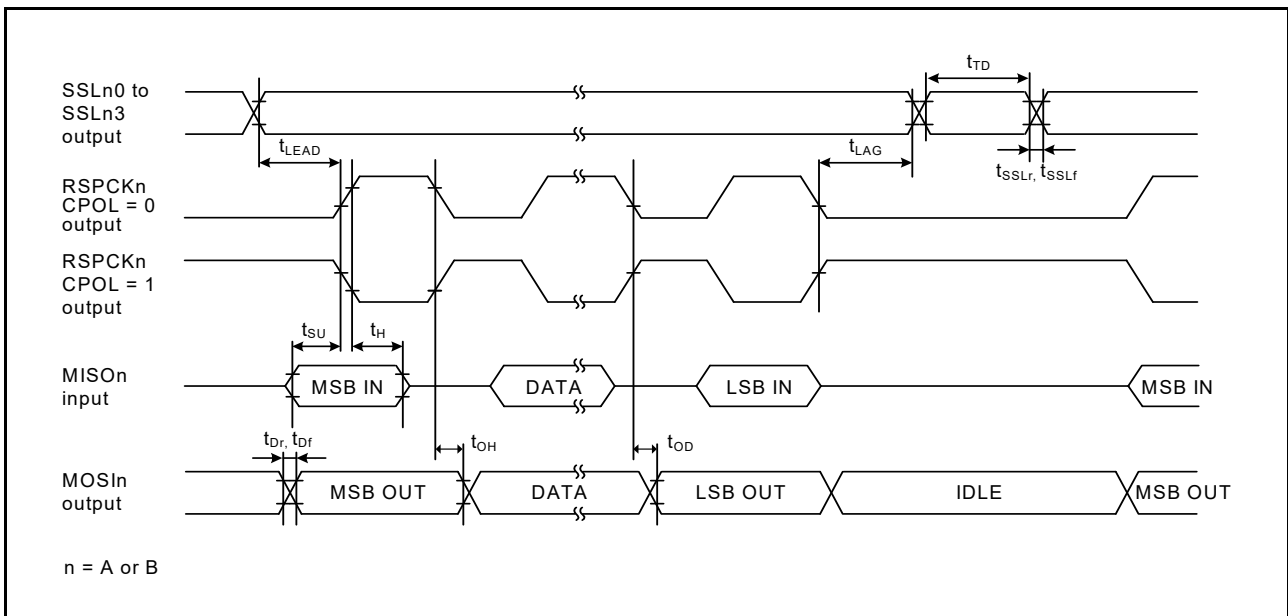 SSLn0 to
SSLn3
output
tTD
tLEAD
tLAG
tSSLr, tSSLf
RSPCKn
CPOL = 0
output
RSPCKn
CPOL = 1
output
tSU
tH
MISOn
input
MSB IN
DATA
LSB IN
MSB IN
tDr, tDf
tOH
tOD
MOSIn
output
MSB OUT
DATA
LSB OUT
IDLE
MSB OUT
n = A or B